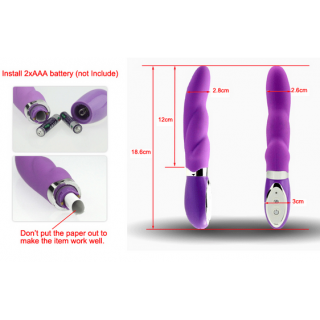 Install 2xAAA battery (not Include)
2.8cm
2.6cm
12cm
18.6cm
3cm
Don't put the paper out to
make the item work well.